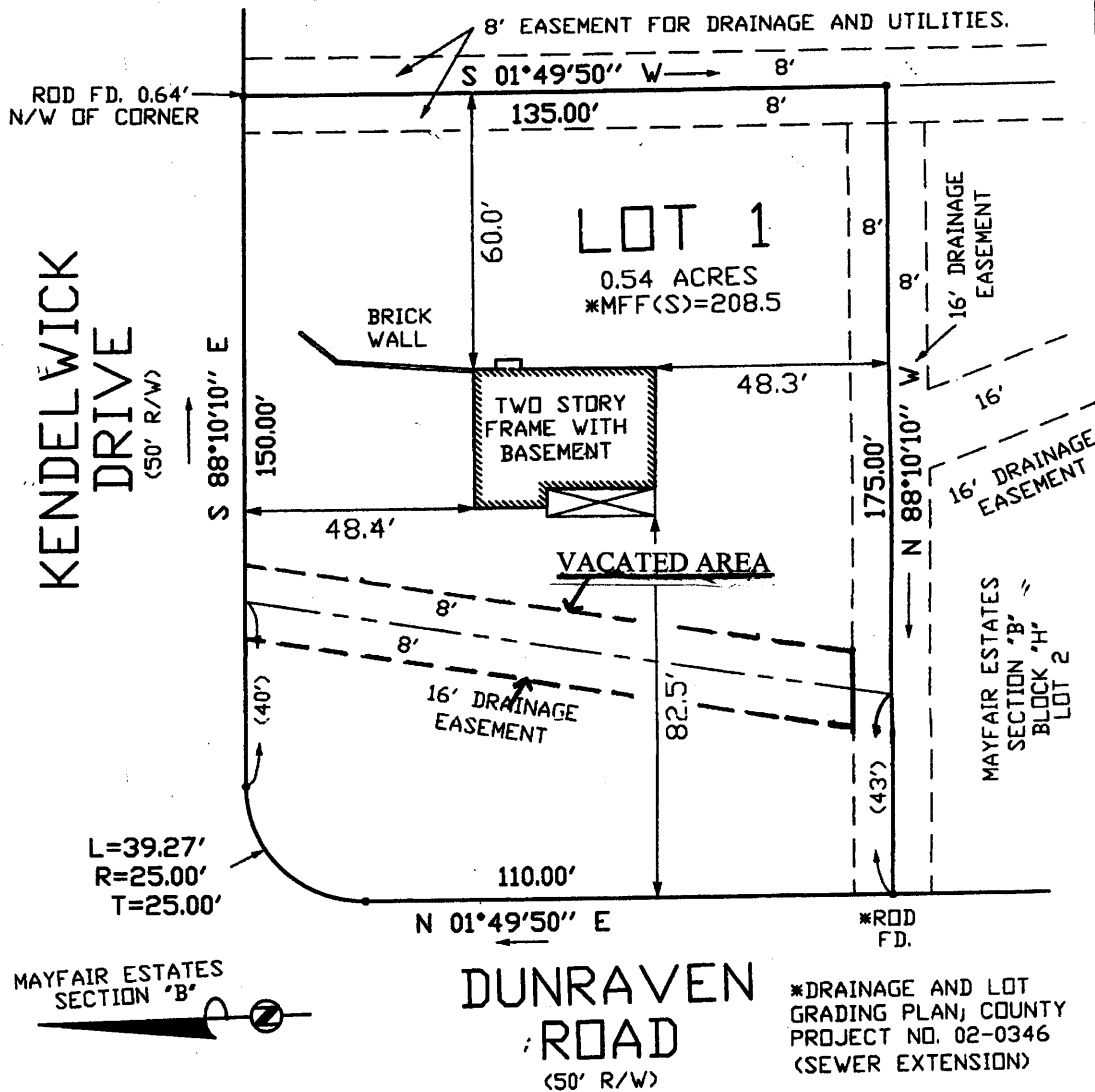 8' EASEMENT FOR DRAINAGE AND UTILITIES.
S 01°49'50" W
8'
ROD FD. 0.64'
N/W OF CORNER
135.00'
8'
60.0'
LOT 1
0.54 ACRES
*MFF(S)=208.5
8'
8'
16' DRAINAGE
EASEMENT
KENDELWICK
DRIVE
(50' R/W)
S 88°10'10" E
150.00'
BRICK
WALL
48.3'
TWO STORY
FRAME WITH
BASEMENT
175.00'
N 88°10'10" W
16'
16' DRAINAGE
EASEMENT
48.4'
VACATED AREA
8'
8'
16' DRAINAGE
EASEMENT
(40')
82.5'
(43')
MAYFAIR ESTATES
SECTION "B"
BLOCK "H"
LOT 2
L=39.27'
R=25.00'
T=25.00'
110.00'
N 01°49'50" E
*ROD
FD.
MAYFAIR ESTATES
SECTION "B"
N
DUNRAVEN
ROAD
(50' R/W)
*DRAINAGE AND LOT
GRADING PLAN; COUNTY
PROJECT NO. 02-0346
(SEWER EXTENSION)